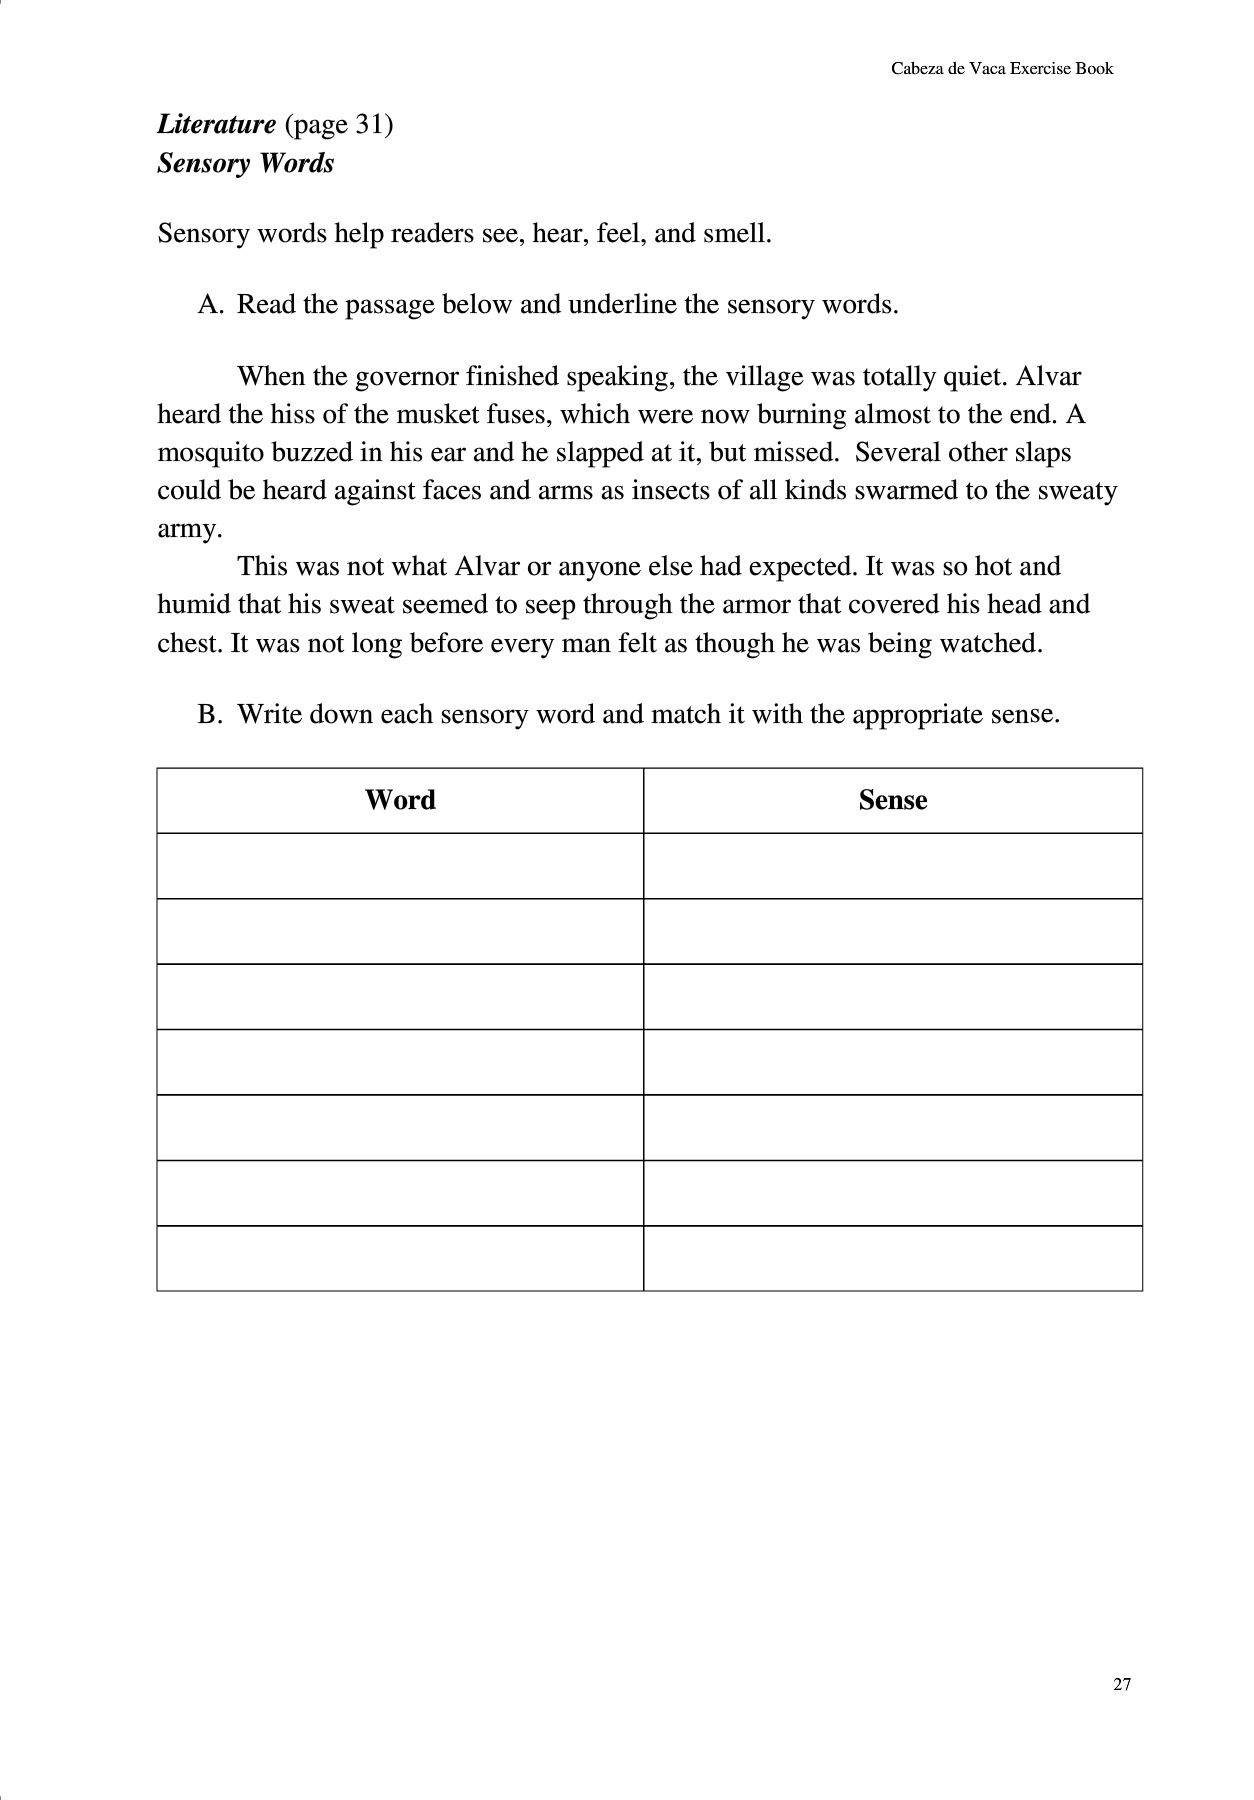 Cabeza de Vaca Exercise Book
Literature (page 31)
Sensory Words
Sensory words help readers see, hear, feel, and smell.
A. Read the passage below and underline the sensory words.
When the governor finished speaking, the village was totally quiet. Alvar
heard the hiss of the musket fuses, which were now burning almost to the end. A
mosquito buzzed in his ear and he slapped at it, but missed.  Several other slaps
could be heard against faces and arms as insects of all kinds swarmed to the sweaty
army.
This was not what Alvar or anyone else had expected. It was so hot and
humid that his sweat seemed to seep through the armor that covered his head and
chest. It was not long before every man felt as though he was being watched.
B. Write down each sensory word and match it with the appropriate sense.
Word Sense
27